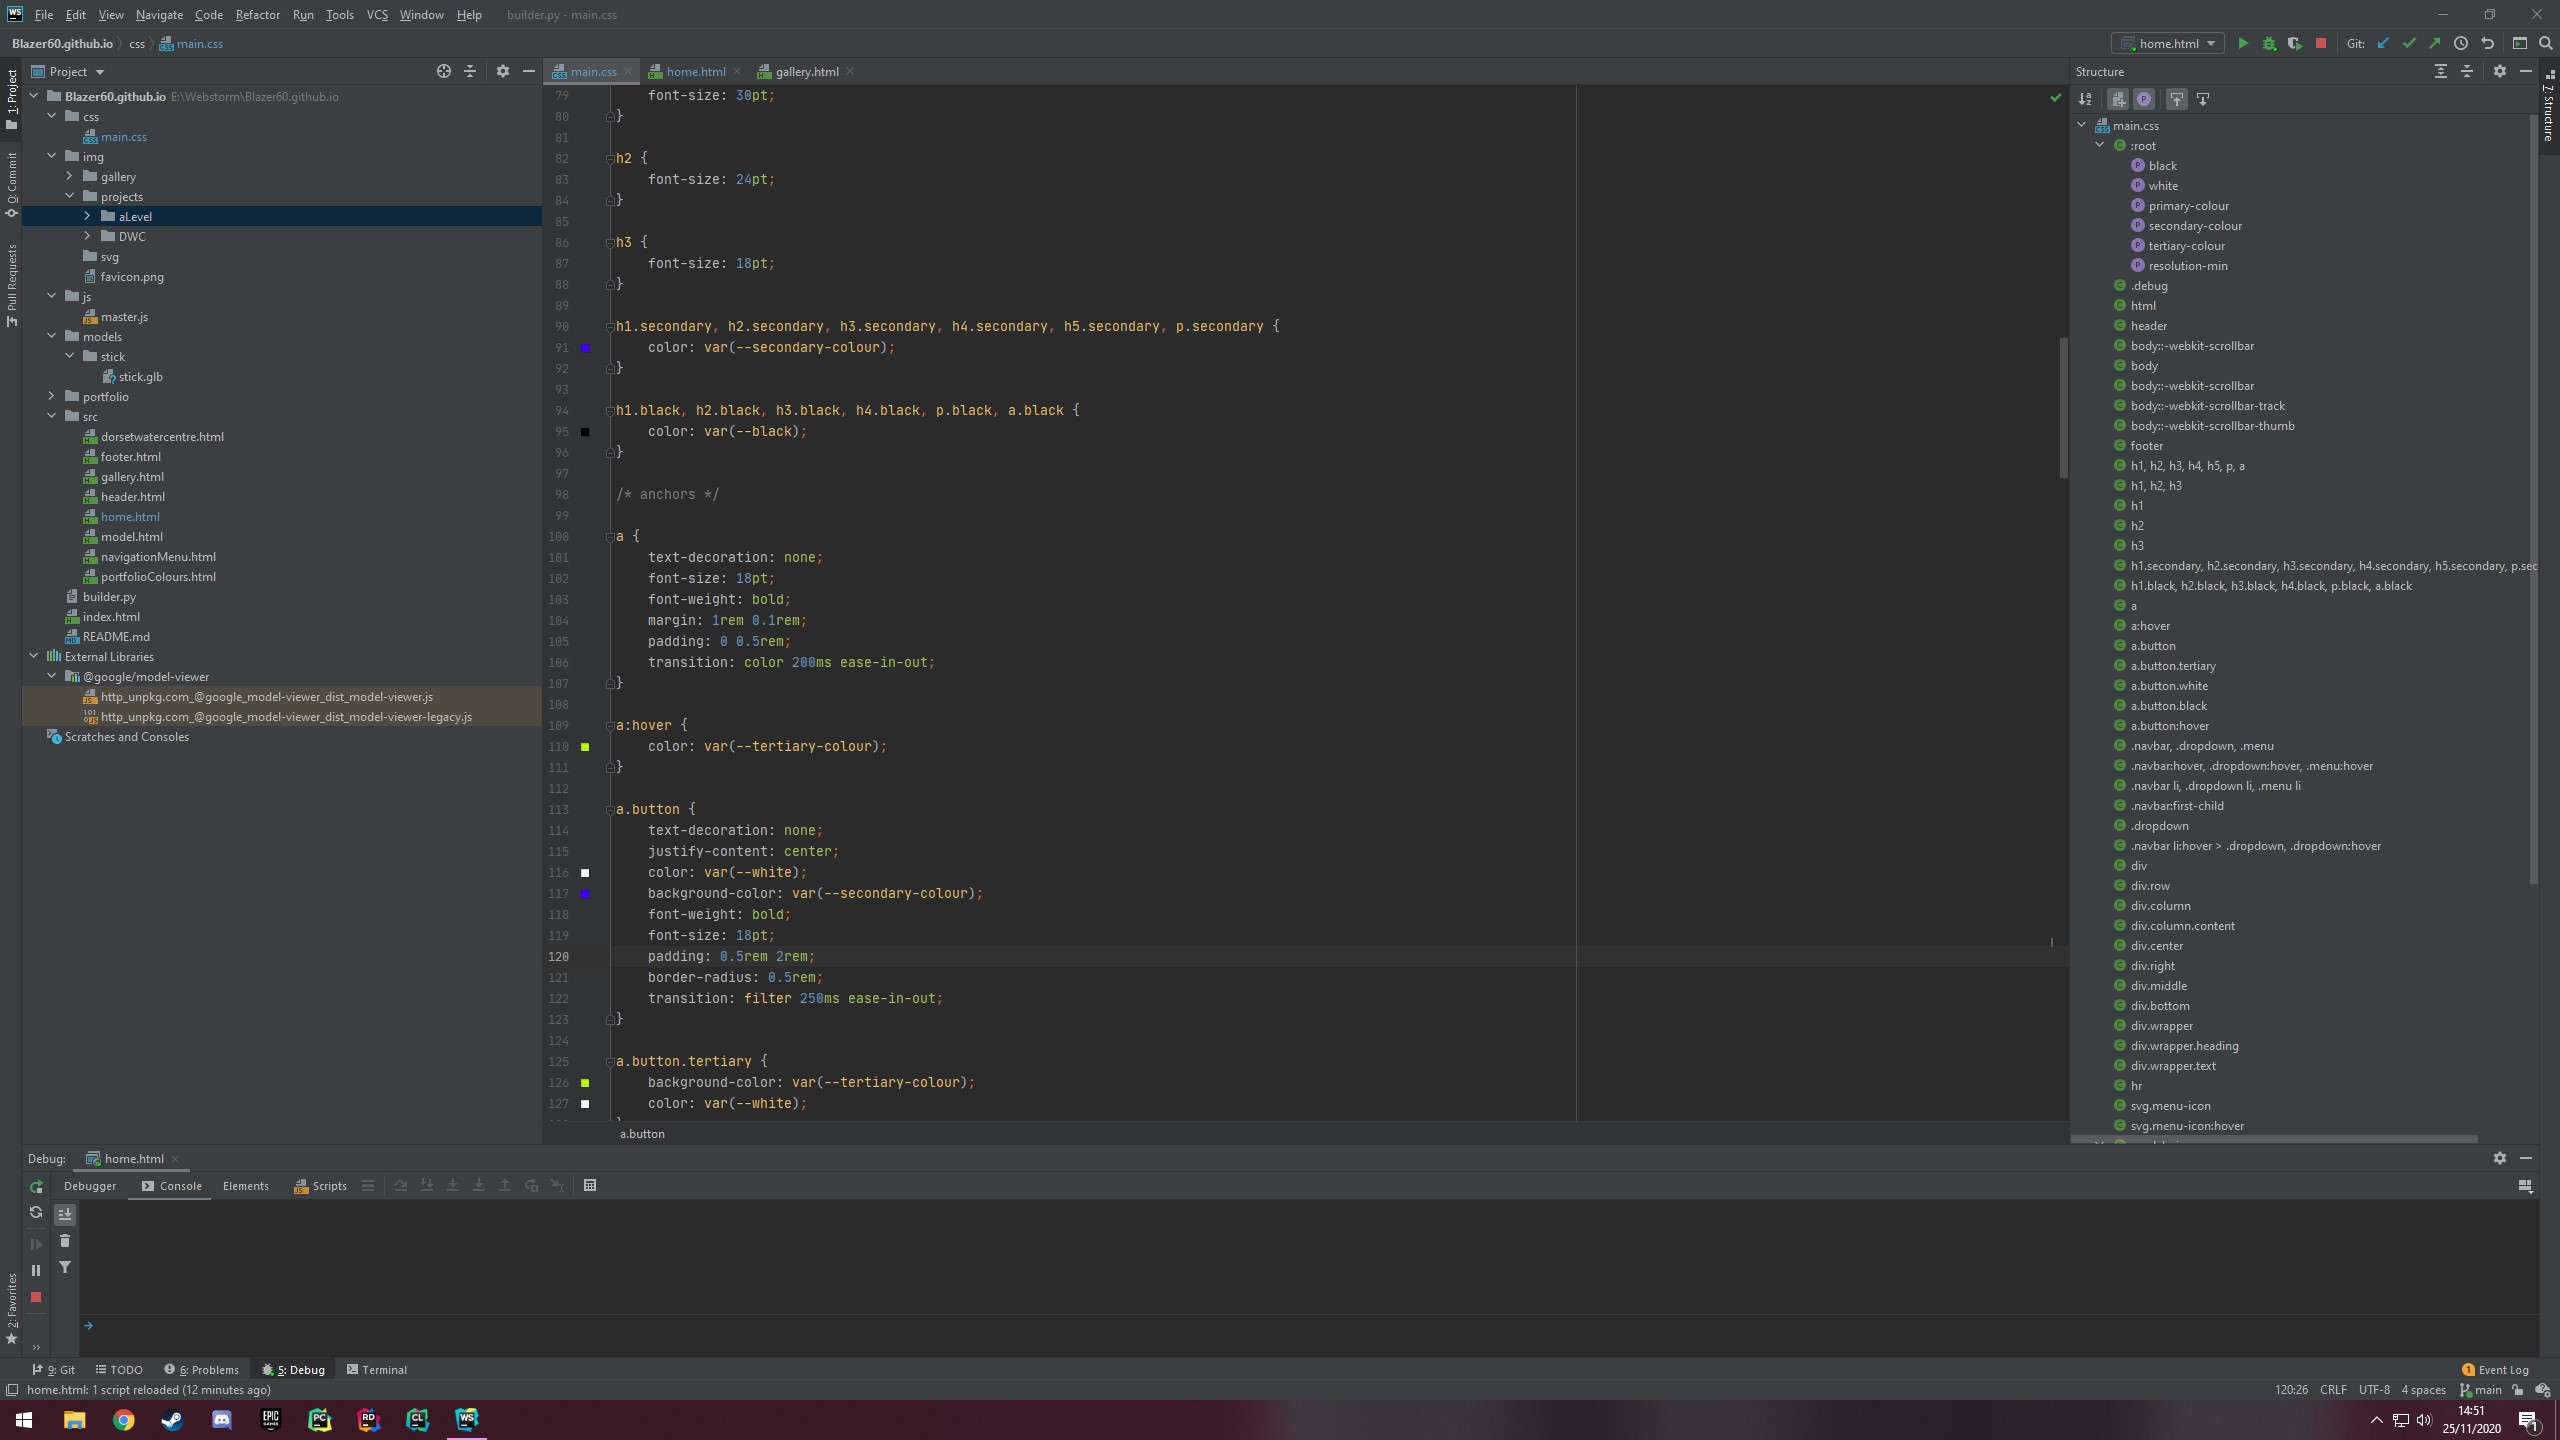 File Edit View Navigate Code Refactor Run Tools VCS Window Help builder.py - main.css
Blazer60.github.io css main.css
home.html Git:
1: Project
0: Commit
Pull Requests
2: Favorites
Project
Blazer60.github.io E:\Webstorm\Blazer60.github.io
css
main.css
img
gallery
projects
aLevel
DWC
svg
favicon.png
js
master.js
models
stick
stick.glb
portfolio
src
dorsetwatercentre.html
footer.html
gallery.html
header.html
home.html
model.html
navigationMenu.html
portfolioColours.html
builder.py
index.html
README.md
External Libraries
@google/model-viewer
http_unpkg.com_@google_model-viewer_dist_model-viewer.js
http_unpkg.com_@google_model-viewer_dist_model-viewer-legacy.js
Scratches and Consoles
main.css home.html gallery.html
79 font-size: 30pt;
80 }
81
82 h2 {
83 font-size: 24pt;
84 }
85
86 h3 {
87 font-size: 18pt;
88 }
89
90 h1.secondary, h2.secondary, h3.secondary, h4.secondary, h5.secondary, p.secondary {
91 color: var(--secondary-colour);
92 }
93
94 h1.black, h2.black, h3.black, h4.black, p.black, a.black {
95 color: var(--black);
96 }
97
98 /* anchors */
99
100 a {
101 text-decoration: none;
102 font-size: 18pt;
103 font-weight: bold;
104 margin: 1rem 0.1rem;
105 padding: 0 0.5rem;
106 transition: color 200ms ease-in-out;
107 }
108
109 a:hover {
110 color: var(--tertiary-colour);
111 }
112
113 a.button {
114 text-decoration: none;
115 justify-content: center;
116 color: var(--white);
117 background-color: var(--secondary-colour);
118 font-weight: bold;
119 font-size: 18pt;
120 padding: 0.5rem 2rem;
121 border-radius: 0.5rem;
122 transition: filter 250ms ease-in-out;
123 }
124
125 a.button.tertiary {
126 background-color: var(--tertiary-colour);
127 color: var(--white);
a.button
Structure
7: Structure
main.css
:root
black
white
primary-colour
secondary-colour
tertiary-colour
resolution-min
.debug
html
header
body::-webkit-scrollbar
body
body::-webkit-scrollbar
body::-webkit-scrollbar-track
body::-webkit-scrollbar-thumb
footer
h1, h2, h3, h4, h5, p, a
h1, h2, h3
h1
h2
h3
h1.secondary, h2.secondary, h3.secondary, h4.secondary, h5.secondary, p.sec
h1.black, h2.black, h3.black, h4.black, p.black, a.black
a
a:hover
a.button
a.button.tertiary
a.button.white
a.button.black
a.button:hover
.navbar, .dropdown, .menu
.navbar:hover, .dropdown:hover, .menu:hover
.navbar li, .dropdown li, .menu li
.navbar:first-child
.dropdown
.navbar li:hover > .dropdown, .dropdown:hover
div
div.row
div.column
div.column.content
div.center
div.right
div.middle
div.bottom
div.wrapper
div.wrapper.heading
div.wrapper.text
hr
svg.menu-icon
svg.menu-icon:hover
Debug: home.html
Debugger Console Elements Scripts
9: Git TODO 6: Problems 5: Debug Terminal 1 Event Log
home.html: 1 script reloaded (12 minutes ago) 120:26 CRLF UTF-8 4 spaces main
14:51
25/11/2020